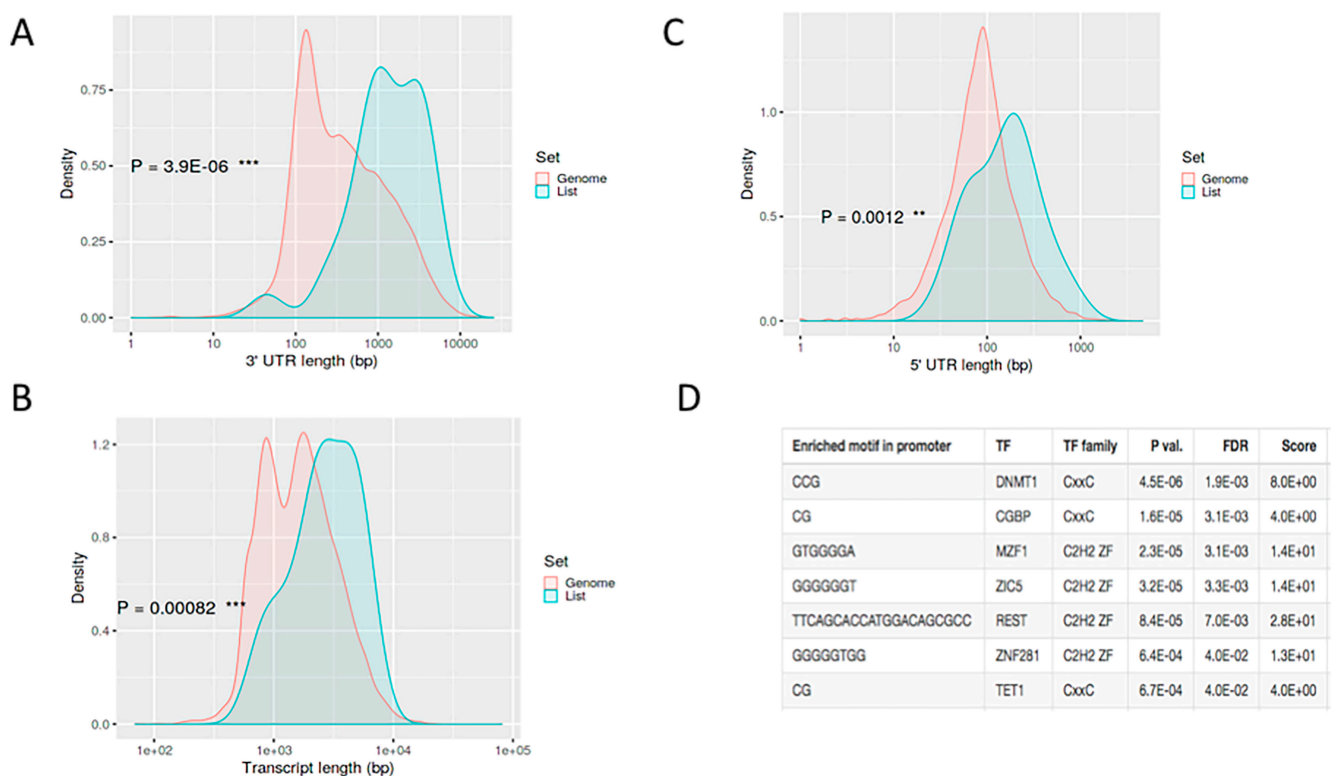 A
0.75
0.50
0.25
0.00
Density
P = 3.9E-06 ***
1 10 100 1000 10000
3' UTR length (bp)
Set
Genome
List
C
1.0
0.5
0.0
Density
P = 0.0012 **
1 10 100 1000
5' UTR length (bp)
Set
Genome
List
B
1.2
0.8
0.4
0.0
Density
P = 0.00082 ***
1e+02 1e+03 1e+04 1e+05
Transcript length (bp)
Set
Genome
List
D
Enriched motif in promoter TF TF family P val. FDR Score
CCG DNMT1 CxxC 4.5E-06 1.9E-03 8.0E+00
CG CGBP CxxC 1.6E-05 3.1E-03 4.0E+00
GTGGGGA MZF1 C2H2 ZF 2.3E-05 3.1E-03 1.4E+01
GGGGGGT ZIC5 C2H2 ZF 3.2E-05 3.3E-03 1.4E+01
TTCAGCACCATGGACAGCGCC REST C2H2 ZF 8.4E-05 7.0E-03 2.8E+01
GGGGGTGG ZNF281 C2H2 ZF 6.4E-04 4.0E-02 1.3E+01
CG TET1 CxxC 6.7E-04 4.0E-02 4.0E+00